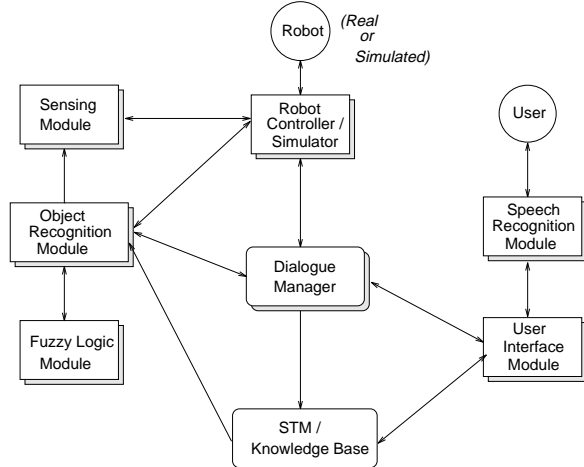 Robot
(Real
or
Simulated)
Sensing
Module
Robot
Controller /
Simulator
User
Object
Recognition
Module
Speech
Recognition
Module
Dialogue
Manager
Fuzzy Logic
Module
User
Interface
Module
STM /
Knowledge Base